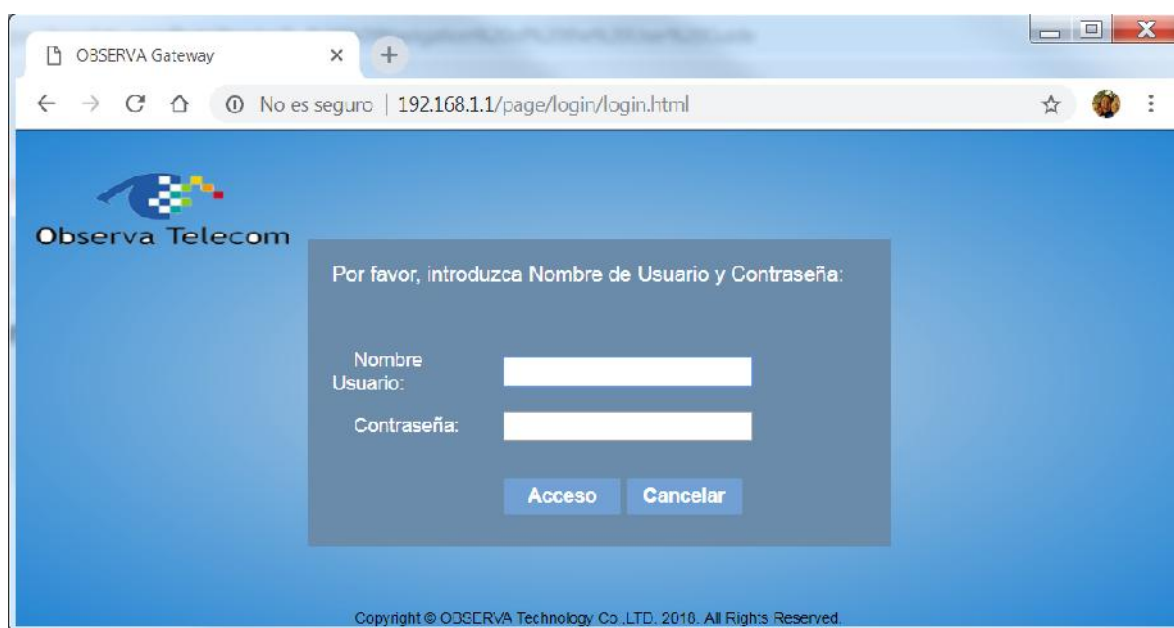 OBSERVA Gateway
No es seguro | 192.168.1.1/page/login/login.html
Observa Telecom
Por favor, introduzca Nombre de Usuario y Contraseña:
Nombre
Usuario:
Contraseña:
Acceso Cancelar
Copyright © OBSERVA Technology Co.,LTD. 2018. All Rights Reserved.